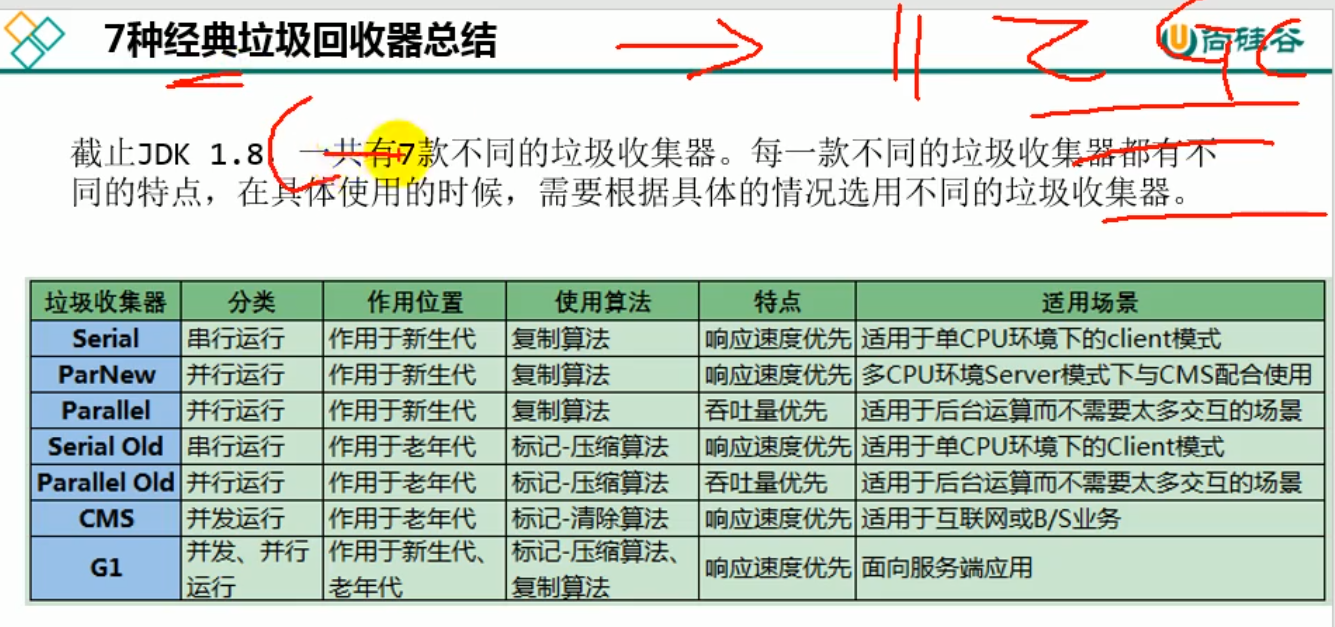 7种经典垃圾回收器总结
尚硅谷
11 ZGC
截止JDK 1.8，一共有7款不同的垃圾收集器。每一款不同的垃圾收集器都有不
同的特点，在具体使用的时候，需要根据具体的情况选用不同的垃圾收集器。
垃圾收集器 分类 作用位置 使用算法 特点 适用场景
Serial 串行运行 作用于新生代 复制算法 响应速度优先 适用于单CPU环境下的client模式
ParNew 并行运行 作用于新生代 复制算法 响应速度优先 多CPU环境Server模式下与CMS配合使用
Parallel 并行运行 作用于新生代 复制算法 吞吐量优先 适用于后台运算而不需要太多交互的场景
Serial Old 串行运行 作用于老年代 标记-压缩算法 响应速度优先 适用于单CPU环境下的Client模式
Parallel Old 并行运行 作用于老年代 标记-压缩算法 吞吐量优先 适用于后台运算而不需要太多交互的场景
CMS 并发运行 作用于老年代 标记-清除算法 响应速度优先 适用于互联网或B/S业务
G1 并发、并行运行 作用于新生代、老年代 标记-压缩算法、复制算法 响应速度优先 面向服务端应用